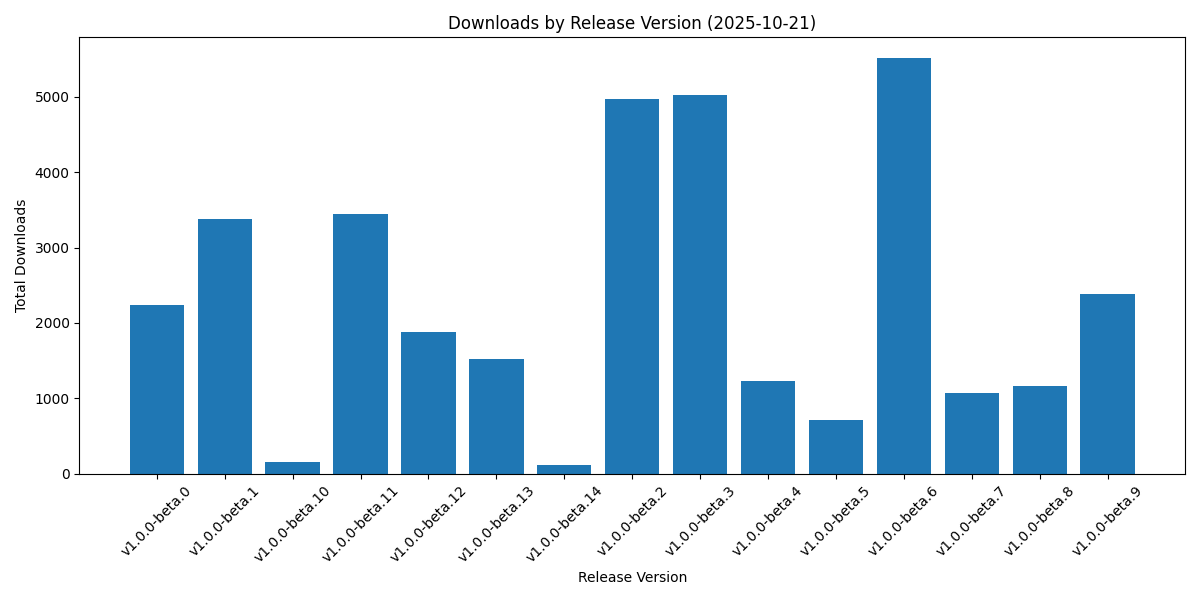 Downloads by Release Version (2025-10-21)
Total Downloads
5000
4000
3000
2000
1000
0
v1.0.0-beta.0
v1.0.0-beta.1
v1.0.0-beta.10
v1.0.0-beta.11
v1.0.0-beta.12
v1.0.0-beta.13
v1.0.0-beta.14
v1.0.0-beta.2
v1.0.0-beta.3
v1.0.0-beta.4
v1.0.0-beta.5
v1.0.0-beta.6
v1.0.0-beta.7
v1.0.0-beta.8
v1.0.0-beta.9
Release Version